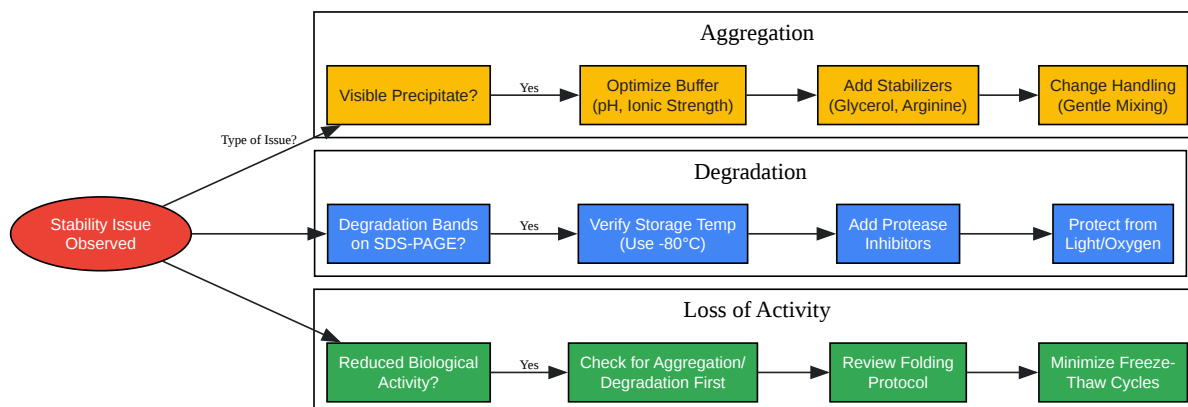 Aggregation
Visible Precipitate?
Yes
Optimize Buffer
(pH, Ionic Strength)
Add Stabilizers
(Glycerol, Arginine)
Change Handling
(Gentle Mixing)
Type of Issue?
Stability Issue
Observed
Degradation
Degradation Bands
on SDS-PAGE?
Yes
Verify Storage Temp
(Use -80°C)
Add Protease
Inhibitors
Protect from
Light/Oxygen
Loss of Activity
Reduced Biological
Activity?
Yes
Check for Aggregation/
Degradation First
Review Folding
Protocol
Minimize Freeze-
Thaw Cycles